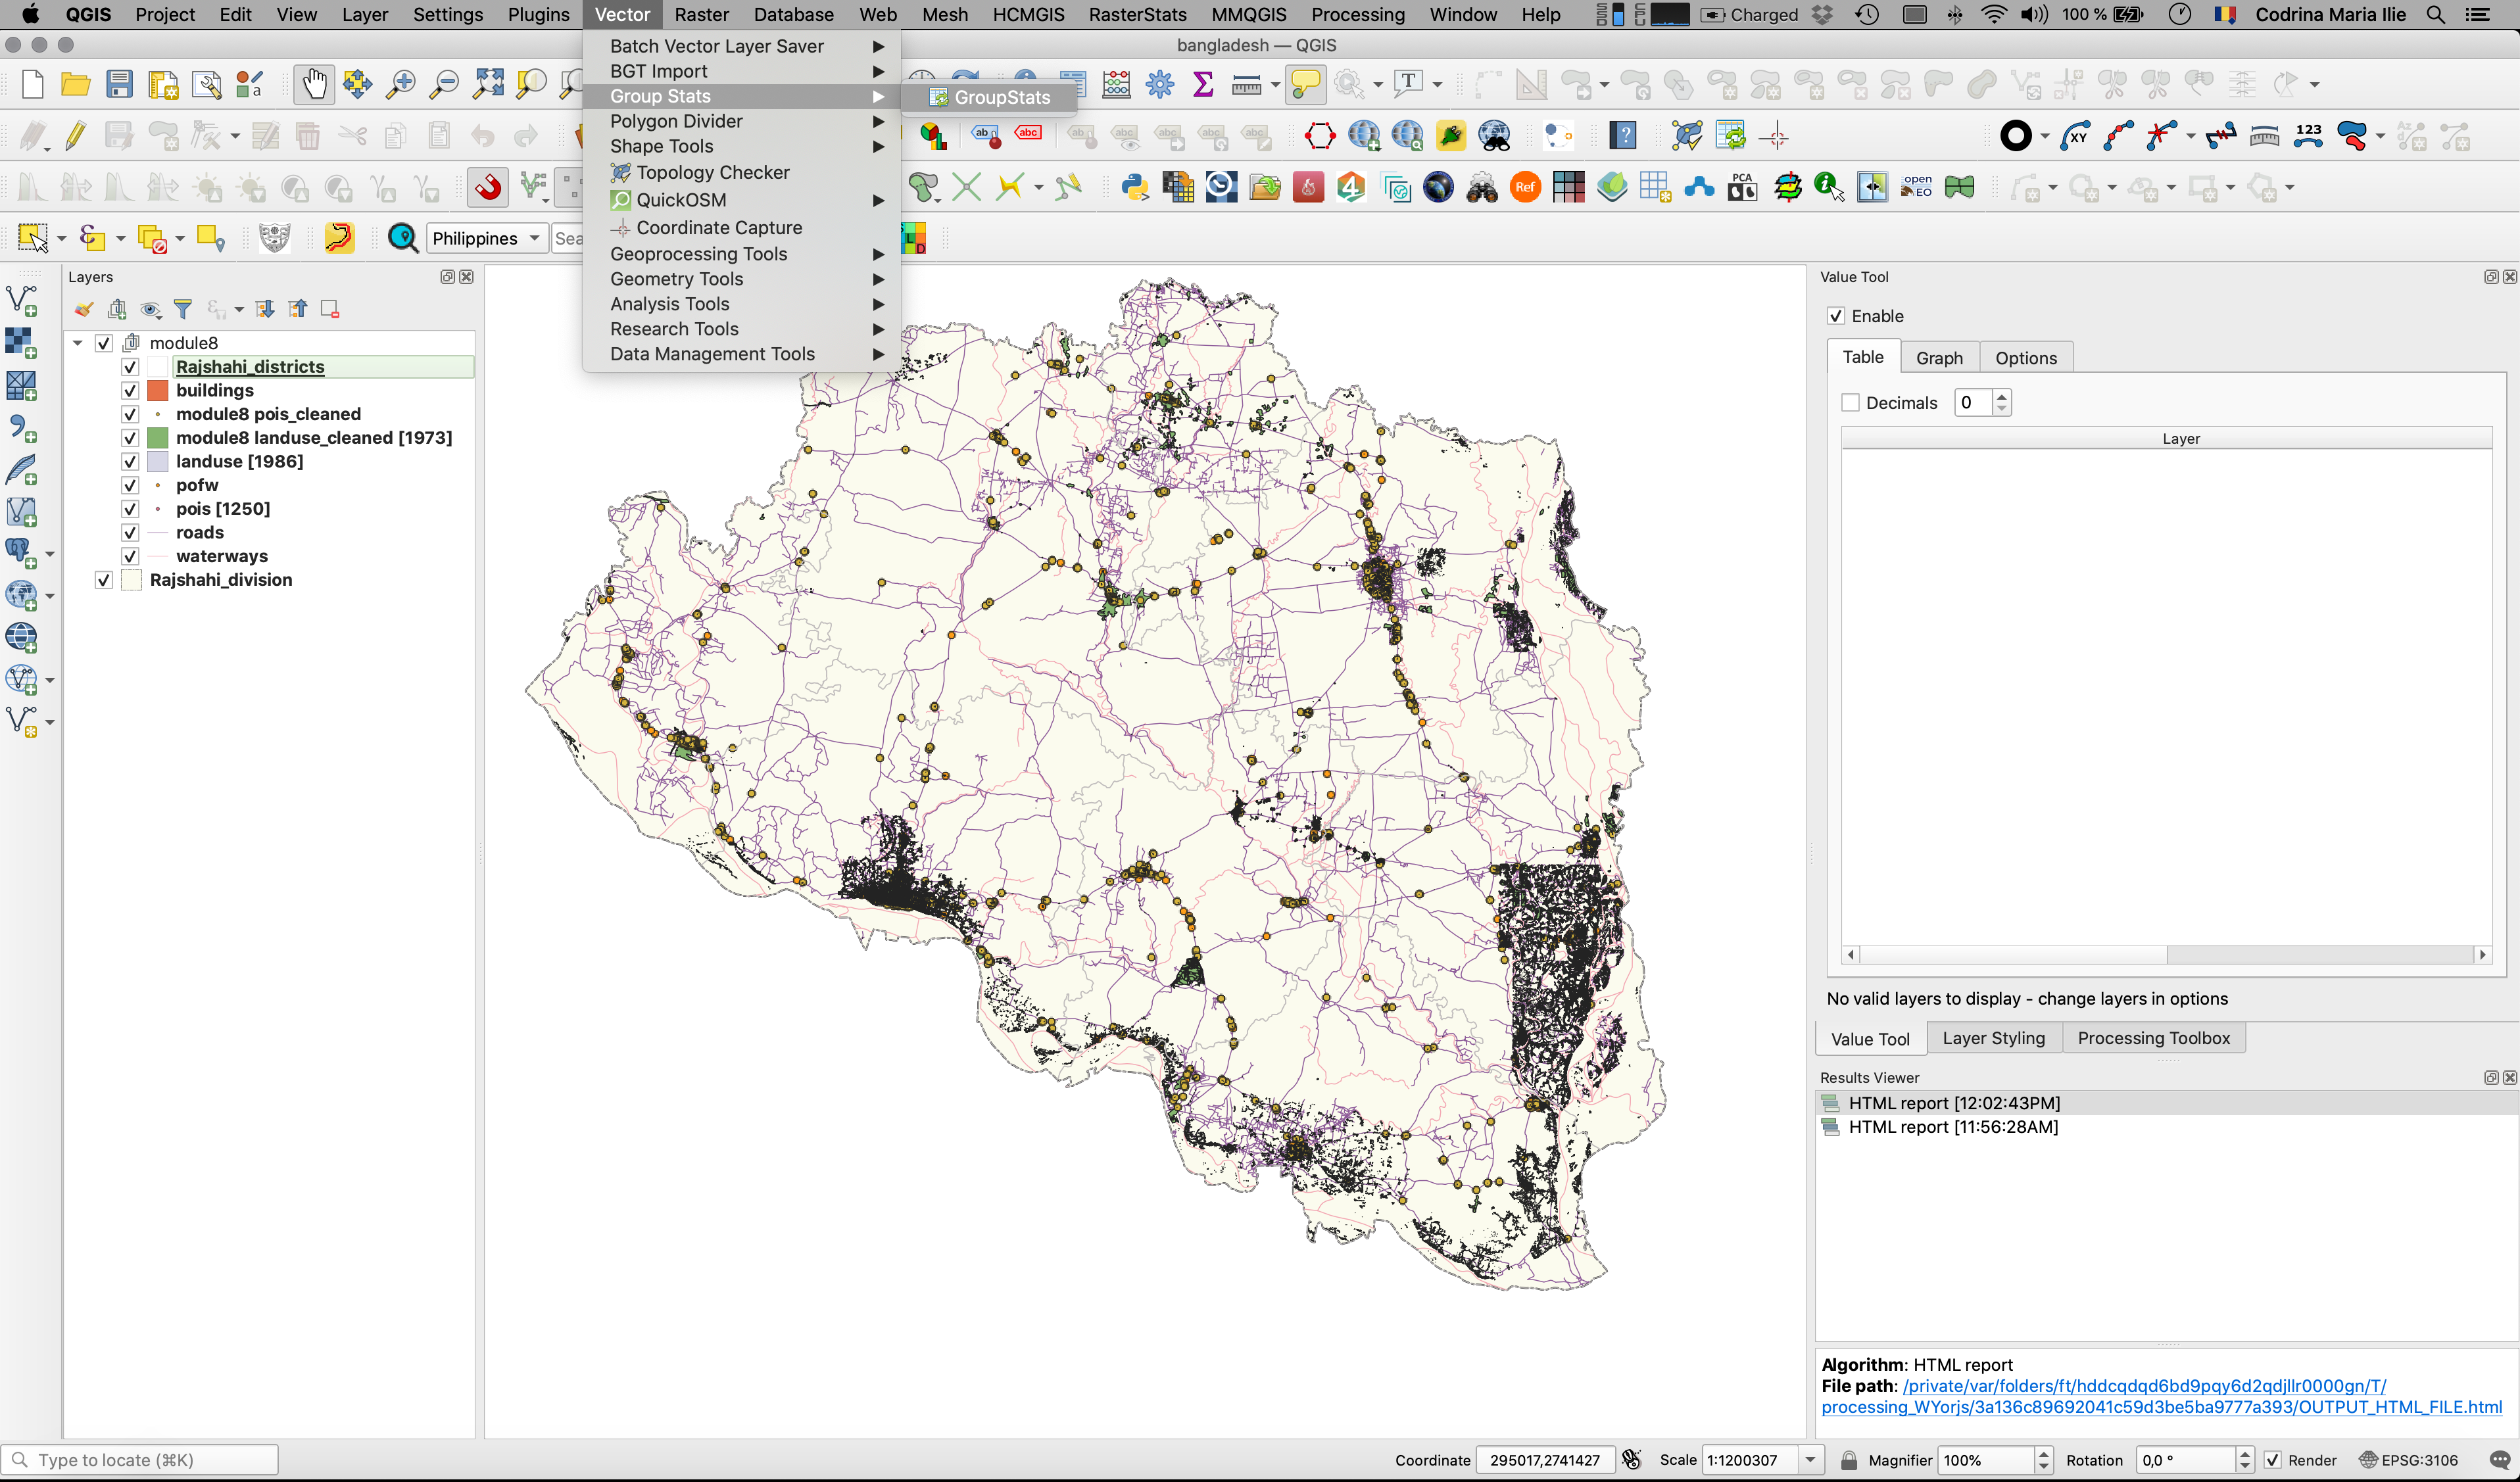 QGIS Project Edit View Layer Settings Plugins Vector Raster Database Web Mesh HCMGIS RasterStats MMQGIS Processing Window Help Charged 100 % Codrina Maria Ilie
bangladesh — QGIS
Batch Vector Layer Saver
BGT Import
Group Stats
GroupStats
Polygon Divider
Shape Tools
Topology Checker
QuickOSM
Coordinate Capture
Geoprocessing Tools
Geometry Tools
Analysis Tools
Research Tools
Data Management Tools
abc
XY
123
Ref
PCA
open
EO
Philippines
Sea
Layers
module8
Rajshahi_districts
buildings
module8 pois_cleaned
module8 landuse_cleaned [1973]
landuse [1986]
pofw
pois [1250]
roads
waterways
Rajshahi_division
Value Tool
Enable
Table Graph Options
Decimals 0
Layer
No valid layers to display - change layers in options
Value Tool Layer Styling Processing Toolbox
Results Viewer
HTML report [12:02:43PM]
HTML report [11:56:28AM]
Algorithm: HTML report
File path: /private/var/folders/ft/hddcqdqd6bd9pqy6d2qdjllr0000gn/T/
processing_WYorjs/3a136c89692041c59d3be5ba9777a393/OUTPUT_HTML_FILE.html
Type to locate (⌘K) Coordinate 295017,2741427 Scale 1:1200307 Magnifier 100% Rotation 0,0 ° Render EPSG:3106